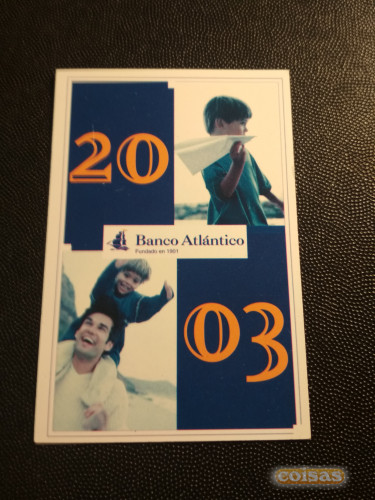 20
Banco Atlántico
Fundado en 1901
03
coisas